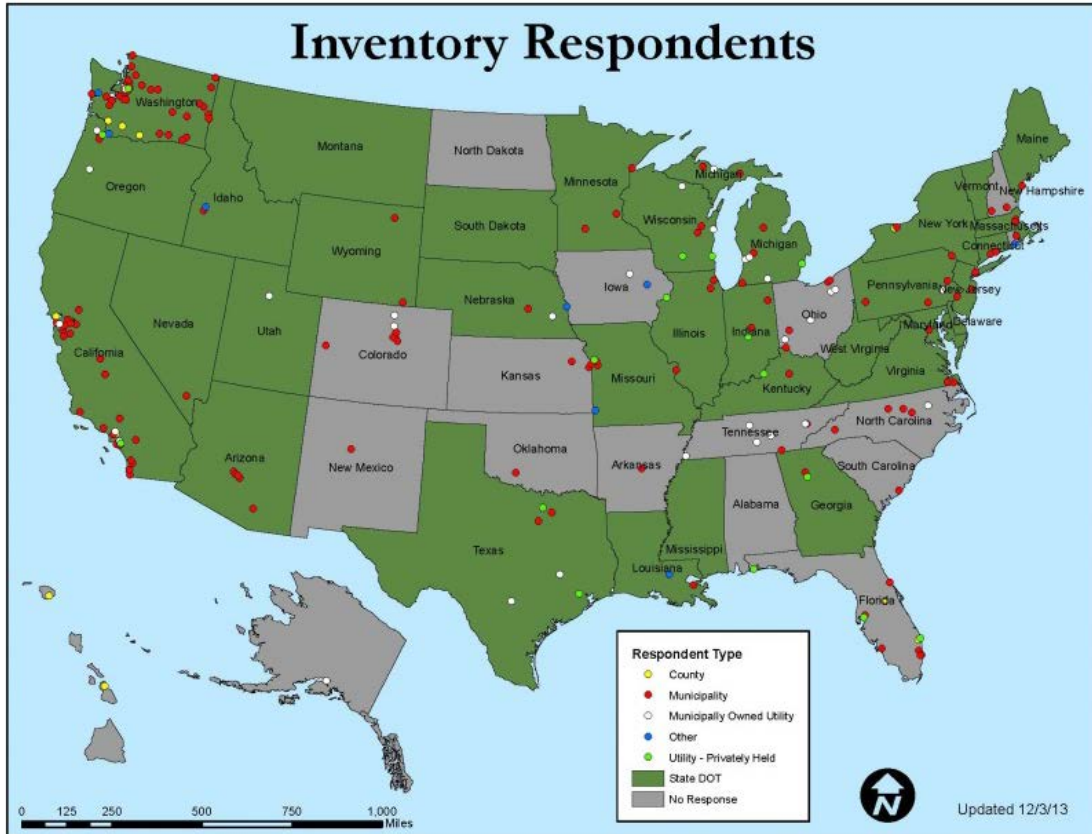 Inventory Respondents
Washington
Montana
North Dakota
Minnesota
Michigan
Maine
Oregon
Idaho
Wisconsin
Vermont
New Hampshire
South Dakota
Michigan
New York
Massachusetts
Wyoming
Connecticut
Iowa
Nebraska
Pennsylvania
New Jersey
Nevada
Utah
Illinois
Indiana
Ohio
Maryland
Delaware
California
Colorado
Kansas
Missouri
West Virginia
Virginia
Kentucky
North Carolina
Tennessee
Arizona
New Mexico
Oklahoma
Arkansas
South Carolina
Alabama
Georgia
Texas
Mississippi
Louisiana
Florida
Respondent Type
County
Municipality
Municipally Owned Utility
Other
Utility - Privately Held
State DOT
No Response
0 125 250 500 750 1,000
Miles
N
Updated 12/3/13